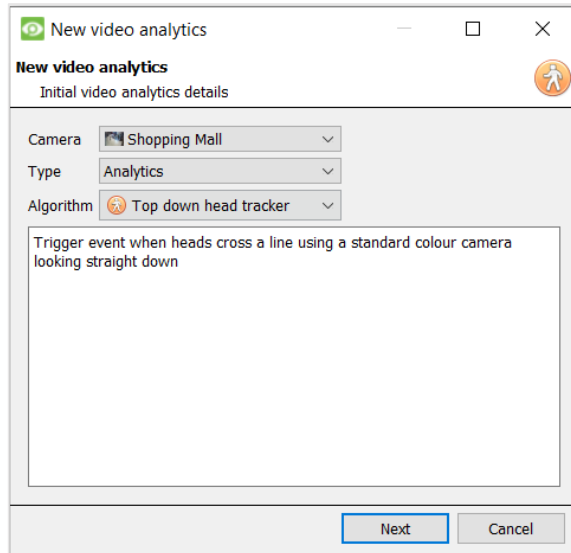 New video analytics
New video analytics
Initial video analytics details
Camera Shopping Mall
Type Analytics
Algorithm Top down head tracker
Trigger event when heads cross a line using a standard colour camera
looking straight down
Next Cancel